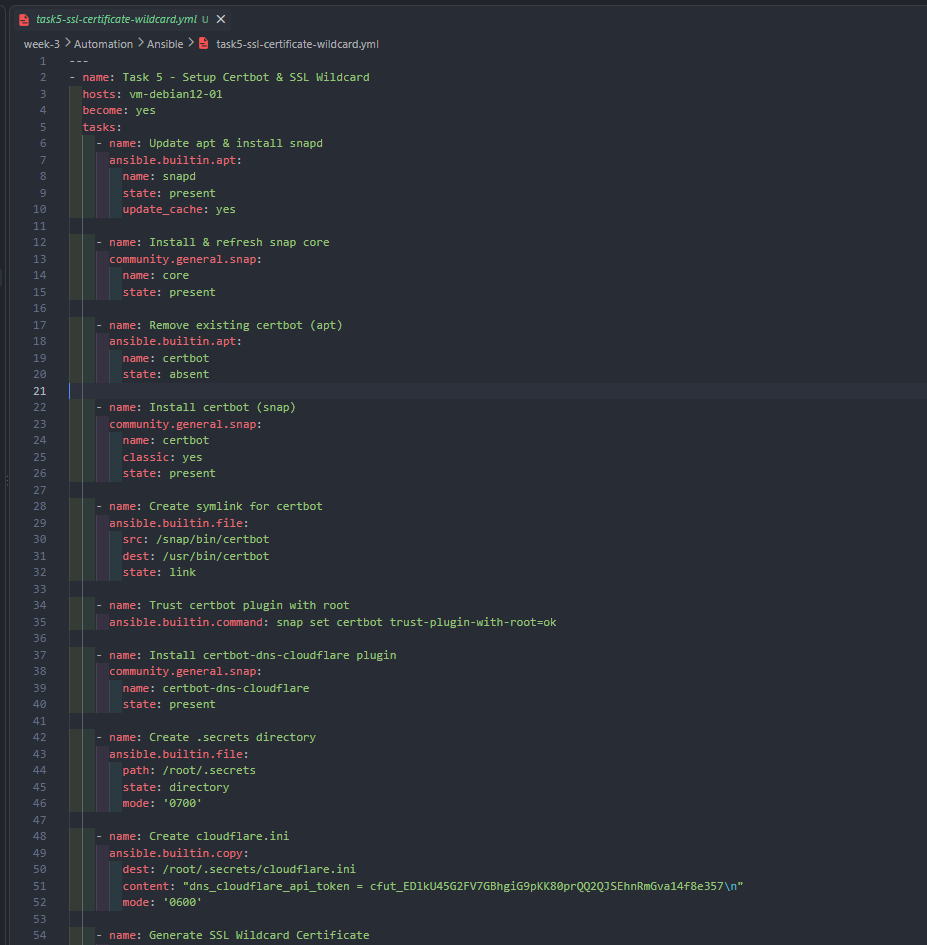 task5-ssl-certificate-wildcard.yml U ×
week-3 > Automation > Ansible > task5-ssl-certificate-wildcard.yml
1 ---
2 - name: Task 5 - Setup Certbot & SSL Wildcard
3 hosts: vm-debian12-01
4 become: yes
5 tasks:
6 - name: Update apt & install snapd
7 ansible.builtin.apt:
8 name: snapd
9 state: present
10 update_cache: yes
11
12 - name: Install & refresh snap core
13 community.general.snap:
14 name: core
15 state: present
16
17 - name: Remove existing certbot (apt)
18 ansible.builtin.apt:
19 name: certbot
20 state: absent
21
22 - name: Install certbot (snap)
23 community.general.snap:
24 name: certbot
25 classic: yes
26 state: present
27
28 - name: Create symlink for certbot
29 ansible.builtin.file:
30 src: /snap/bin/certbot
31 dest: /usr/bin/certbot
32 state: link
33
34 - name: Trust certbot plugin with root
35 ansible.builtin.command: snap set certbot trust-plugin-with-root=ok
36
37 - name: Install certbot-dns-cloudflare plugin
38 community.general.snap:
39 name: certbot-dns-cloudflare
40 state: present
41
42 - name: Create .secrets directory
43 ansible.builtin.file:
44 path: /root/.secrets
45 state: directory
46 mode: '0700'
47
48 - name: Create cloudflare.ini
49 ansible.builtin.copy:
50 dest: /root/.secrets/cloudflare.ini
51 content: "dns_cloudflare_api_token = cfut_EDlkU45G2FV7GBhgiG9pKK80prQQ2QJSEhnRmGva14f8e357\n"
52 mode: '0600'
53
54 - name: Generate SSL Wildcard Certificate